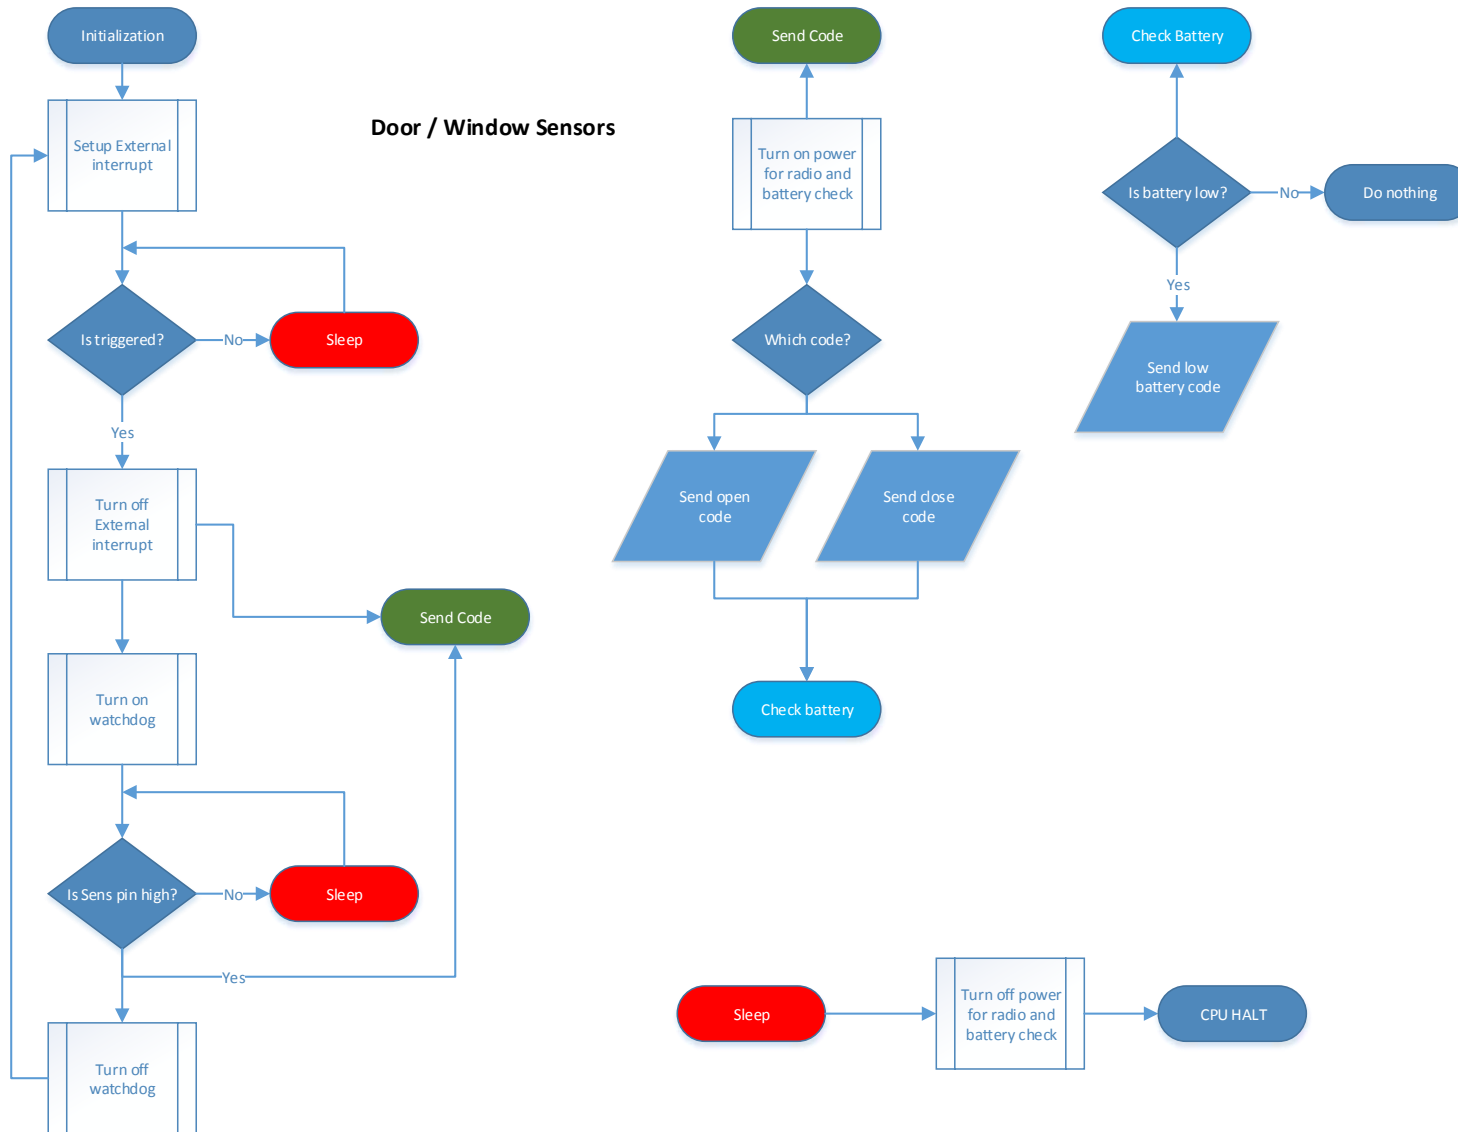 Initialization
Setup External
interrupt
Is triggered?
No
Sleep
Yes
Turn off
External
interrupt
Send Code
Turn on
watchdog
Is Sens pin high?
No
Sleep
Yes
Turn off
watchdog
Door / Window Sensors
Send Code
Turn on power
for radio and
battery check
Which code?
Send open
code
Send close
code
Check battery
Check Battery
Is battery low?
No
Do nothing
Yes
Send low
battery code
Sleep
Turn off power
for radio and
battery check
CPU HALT